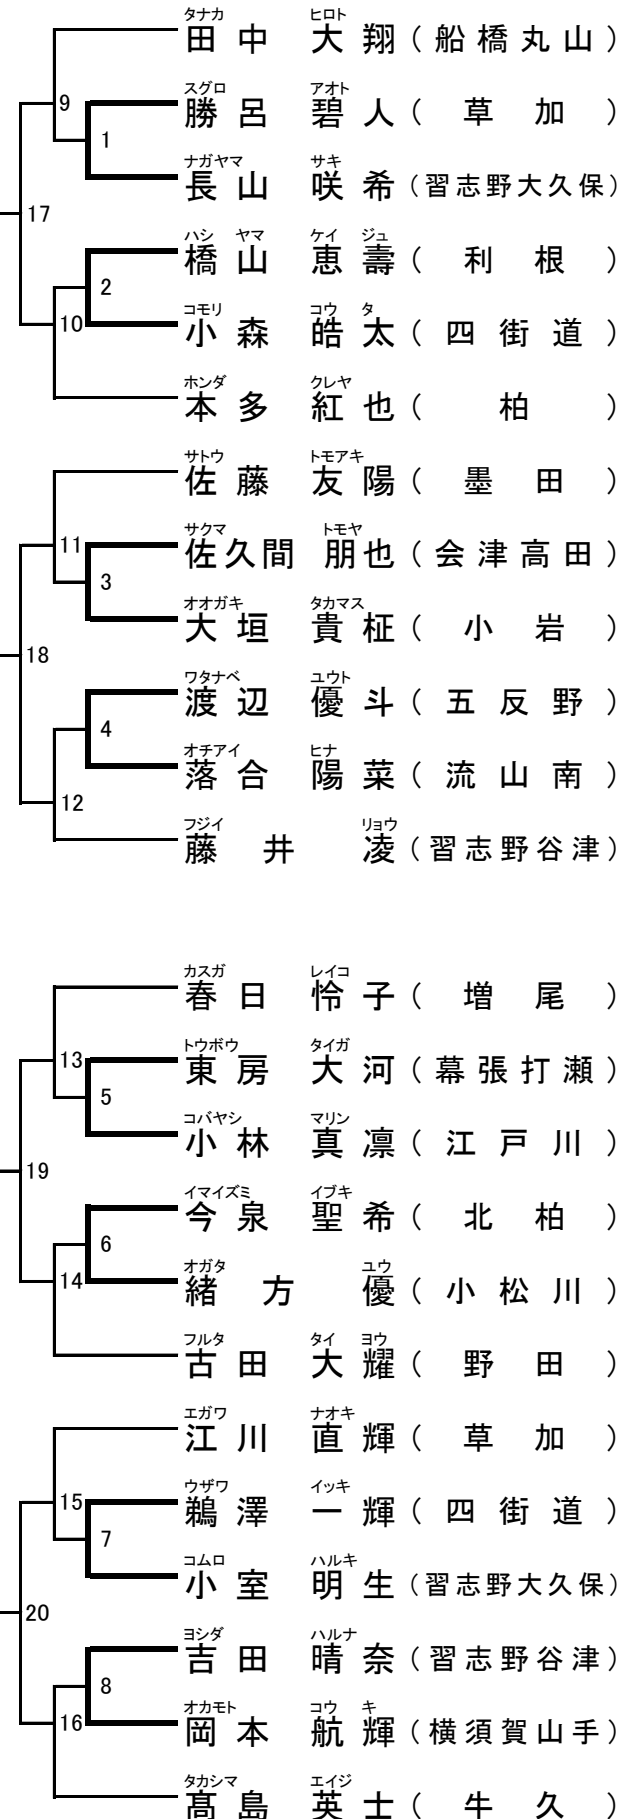 タナカ ヒロト
田中 大翔（船橋丸山）
9
スグロ アオト
勝呂 碧人（草加）
1
ナガヤマ サキ
長山 咲希（習志野大久保）
17
ハシ ヤマ ケイ ジュ
橋山 恵壽（利根）
2
コモリ コウ タ
10
小森 皓太（四街道）
ホンダ クレヤ
本多 紅也（柏）
サトウ トモアキ
佐藤 友陽（墨田）
サクマ トモヤ
11
佐久間 朋也（会津高田）
3
オオガキ タカマス
大垣 貴柾（小岩）
18
ワタナベ ユウト
渡辺 優斗（五反野）
4
オチアイ ヒナ
落合 陽菜（流山南）
12
フジイ リョウ
藤井 凌（習志野谷津）
カスガ レイコ
春日 怜子（増尾）
トウボウ タイガ
13
東房 大河（幕張打瀬）
5
コバヤシ マリン
小林 真凛（江戸川）
19
イマイズミ イブキ
今泉 聖希（北柏）
6
オガタ ユウ
14
緒方 優（小松川）
フルタ タイ ヨウ
古田 大耀（野田）
エガワ ナオキ
江川 直輝（草加）
ウザワ イッキ
15
鵜澤 一輝（四街道）
7
コムロ ハルキ
小室 明生（習志野大久保）
20
ヨシダ ハルナ
吉田 晴奈（習志野谷津）
8
オカモト コウ キ
16
岡本 航輝（横須賀山手）
タカシマ エイジ
髙島 英士（牛久）